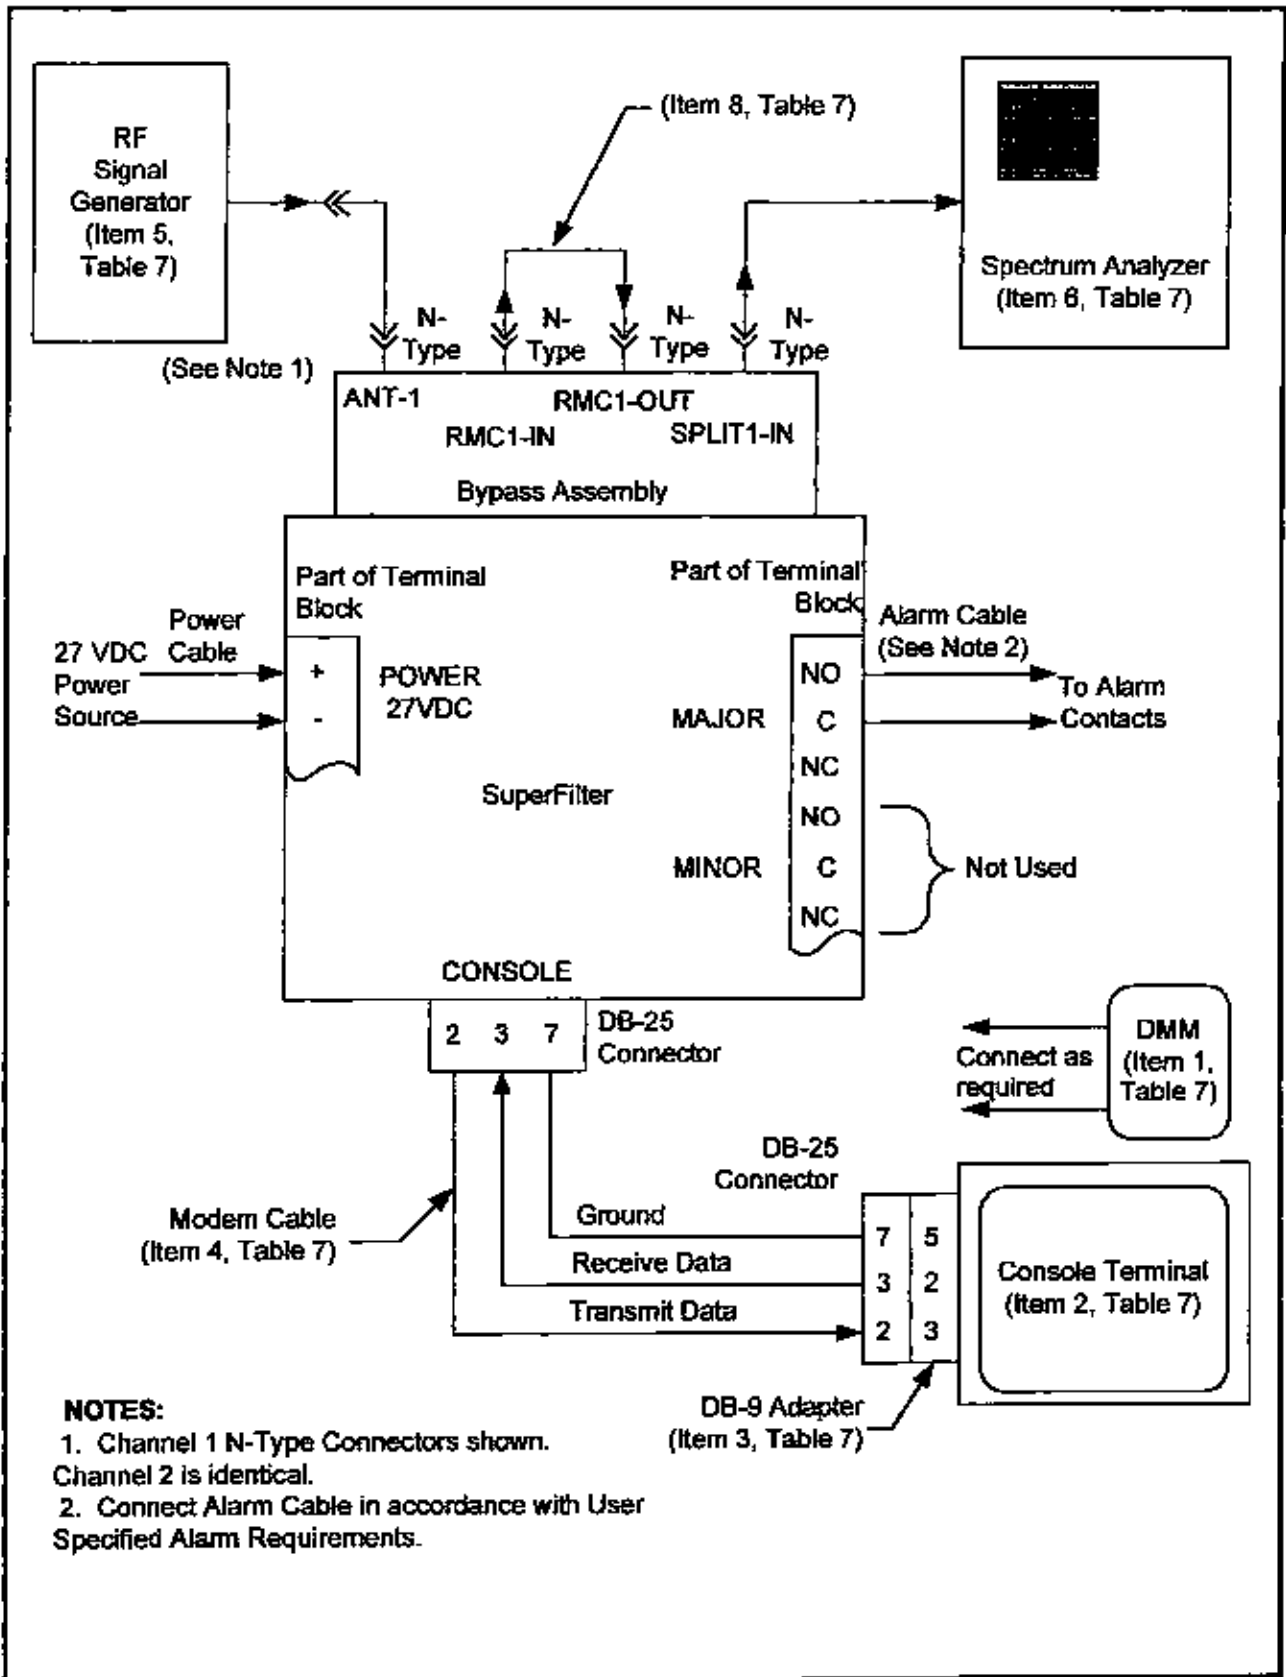 RF
Signal
Generator
(Item 5,
Table 7)
(Item 8, Table 7)
Spectrum Analyzer
(Item 6, Table 7)
(See Note 1)
N-
Type
N-
Type
N-
Type
N-
Type
ANT-1
RMC1-OUT
RMC1-IN
SPLIT1-IN
Bypass Assembly
Part of Terminal
Block
Part of Terminal
Block
27 VDC
Power
Source
Power
Cable
+
-
POWER
27VDC
SuperFilter
MAJOR
NO
C
NC
MINOR
NO
C
NC
Alarm Cable
(See Note 2)
To Alarm
Contacts
Not Used
CONSOLE
2 3 7
DB-25
Connector
DMM
(Item 1,
Table 7)
Connect as
required
DB-25
Connector
Modem Cable
(Item 4, Table 7)
Ground
Receive Data
Transmit Data
7 5
3 2
2 3
Console Terminal
(Item 2, Table 7)
DB-9 Adapter
(Item 3, Table 7)
NOTES:
1. Channel 1 N-Type Connectors shown.
Channel 2 is identical.
2. Connect Alarm Cable in accordance with User
Specified Alarm Requirements.